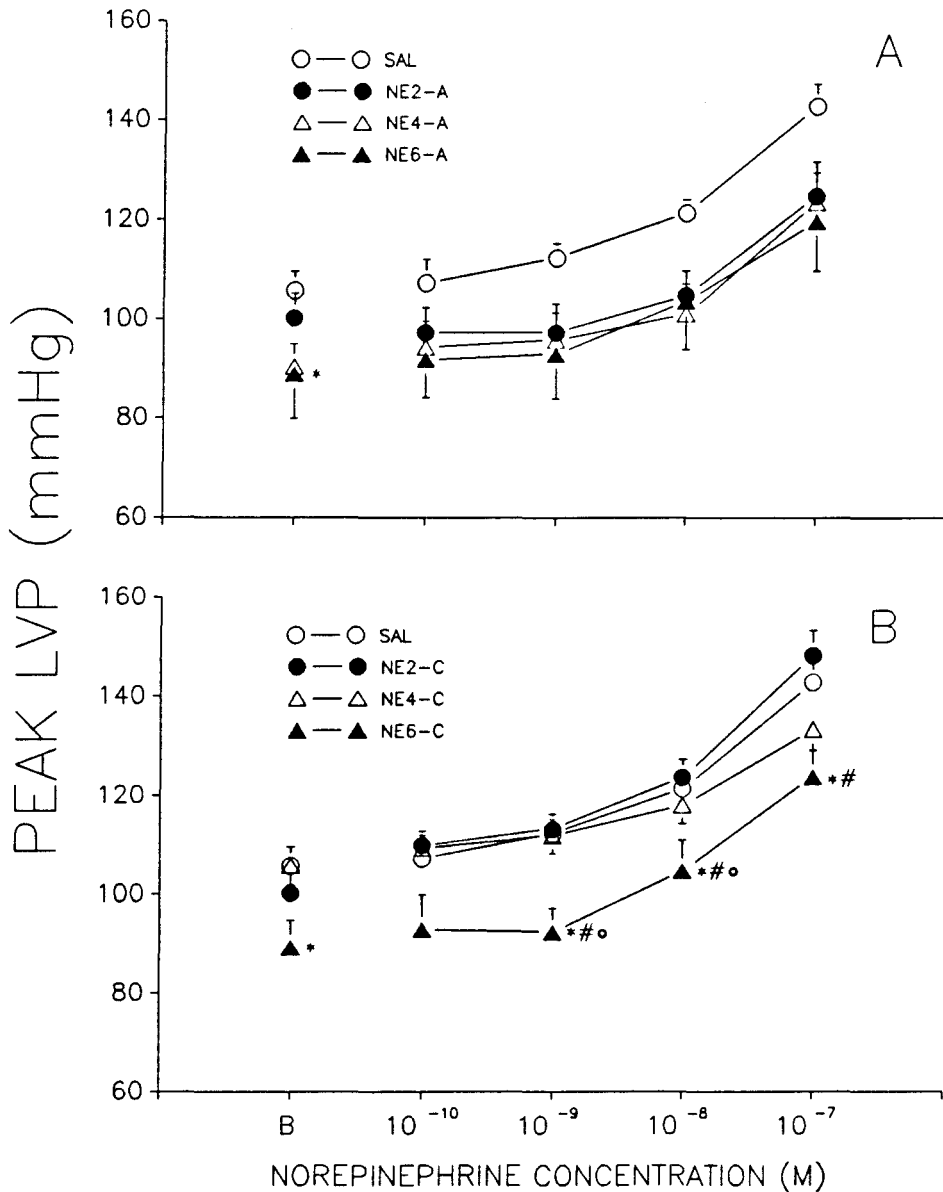 PEAK LVP (mmHg)
A
160
140
120
100
80
60
SAL
NE2-A
NE4-A
NE6-A
*
B
160
140
120
100
80
60
SAL
NE2-C
NE4-C
NE6-C
*
*#o
*#o
*#
B 10⁻¹⁰ 10⁻⁹ 10⁻⁸ 10⁻⁷
NOREPINEPHRINE CONCENTRATION (M)